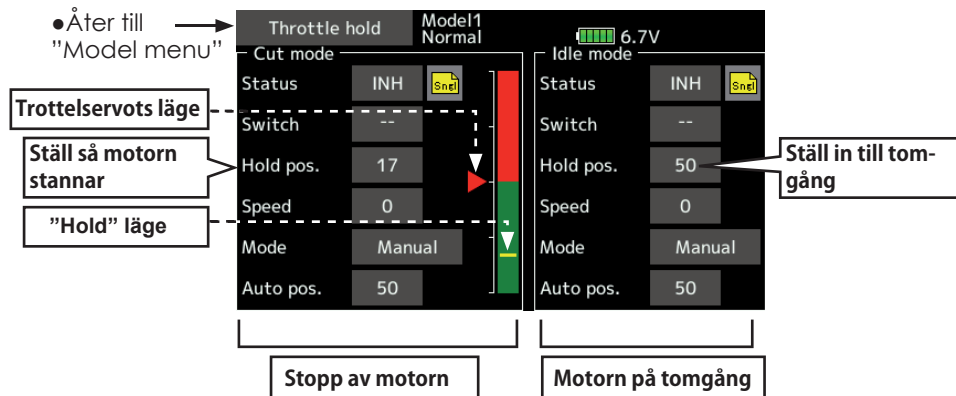 ●Åter till
”Model menu”
Throttle hold
Model1
Normal
6.7V
Cut mode
Status INH Sngl
Switch --
Hold pos. 17
Speed 0
Mode Manual
Auto pos. 50
Idle mode
Status INH Sngl
Switch --
Hold pos. 50
Speed 0
Mode Manual
Auto pos. 50
Trottelservots läge
Ställ så motorn
stannar
”Hold” läge
Ställ in till tom-
gång
Stopp av motorn
Motorn på tomgång